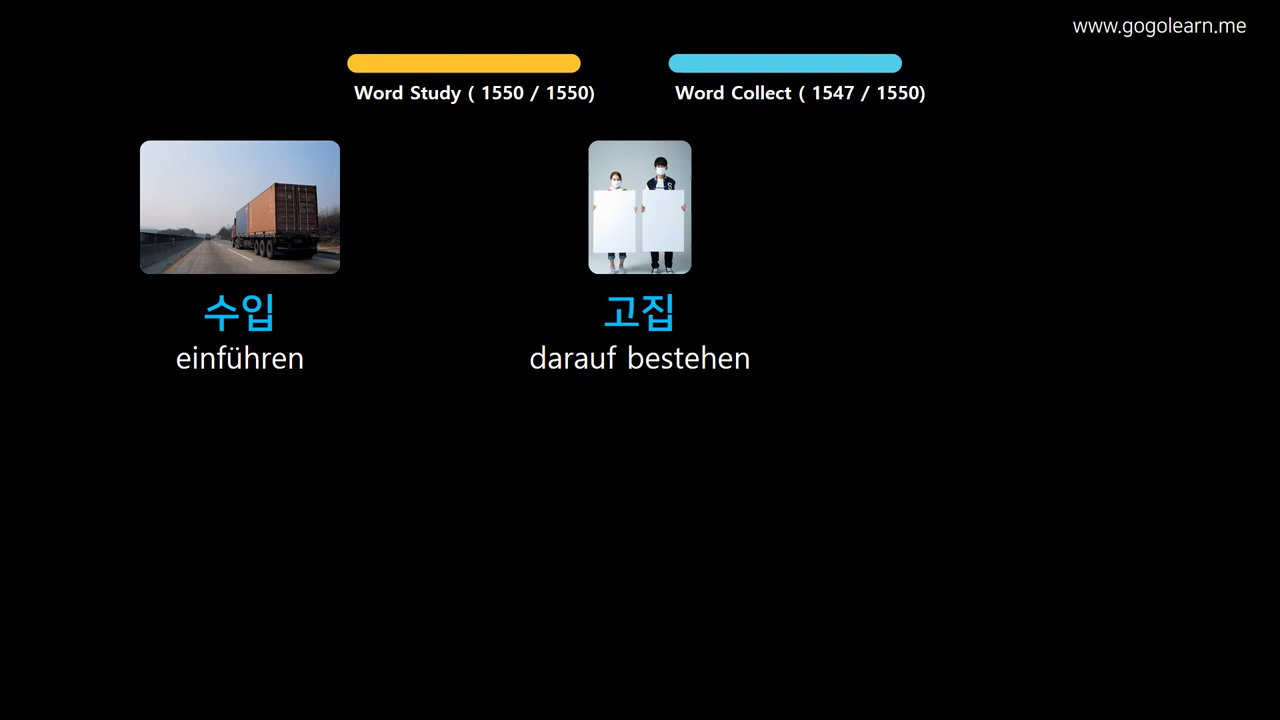 www.gogolearn.me
Word Study ( 1550 / 1550)
Word Collect ( 1547 / 1550)
수입
einführen
고집
darauf bestehen